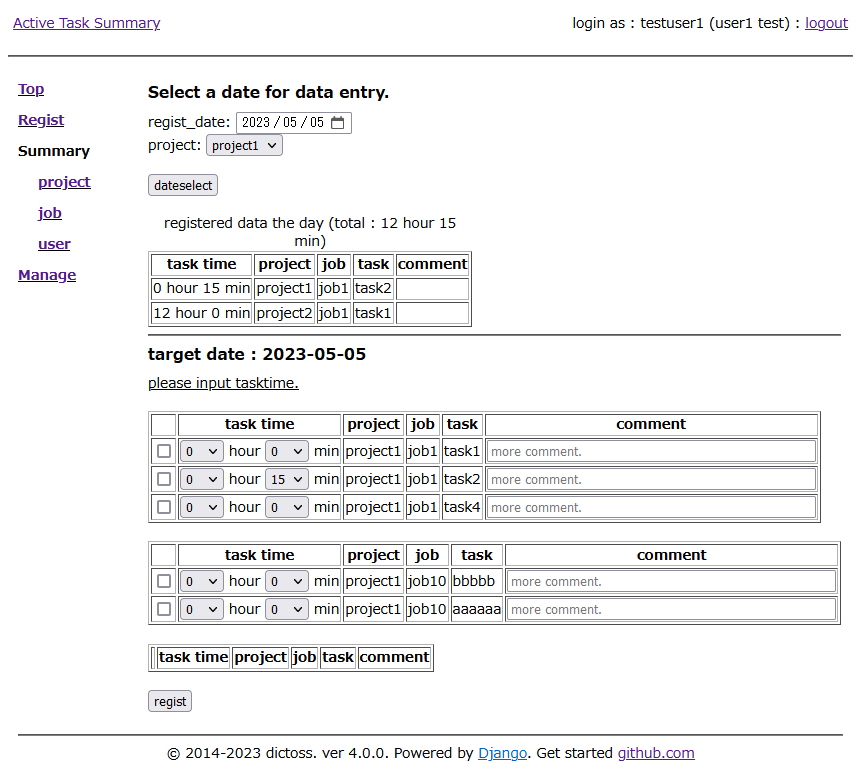 Active Task Summary login as : testuser1 (user1 test) : logout
Top
Regist
Summary
project
job
user
Manage
Select a date for data entry.
regist_date: 2023 / 05 / 05
project: project1
dateselect
registered data the day (total : 12 hour 15
min)
task time project job task comment
0 hour 15 min project1 job1 task2
12 hour 0 min project2 job1 task1
target date : 2023-05-05
please input tasktime.
task time project job task comment
0 hour 0 min project1 job1 task1 more comment.
0 hour 15 min project1 job1 task2 more comment.
0 hour 0 min project1 job1 task4 more comment.
task time project job task comment
0 hour 0 min project1 job10 bbbbb more comment.
0 hour 0 min project1 job10 aaaaaa more comment.
task time project job task comment
regist
© 2014-2023 dictoss. ver 4.0.0. Powered by Django. Get started github.com